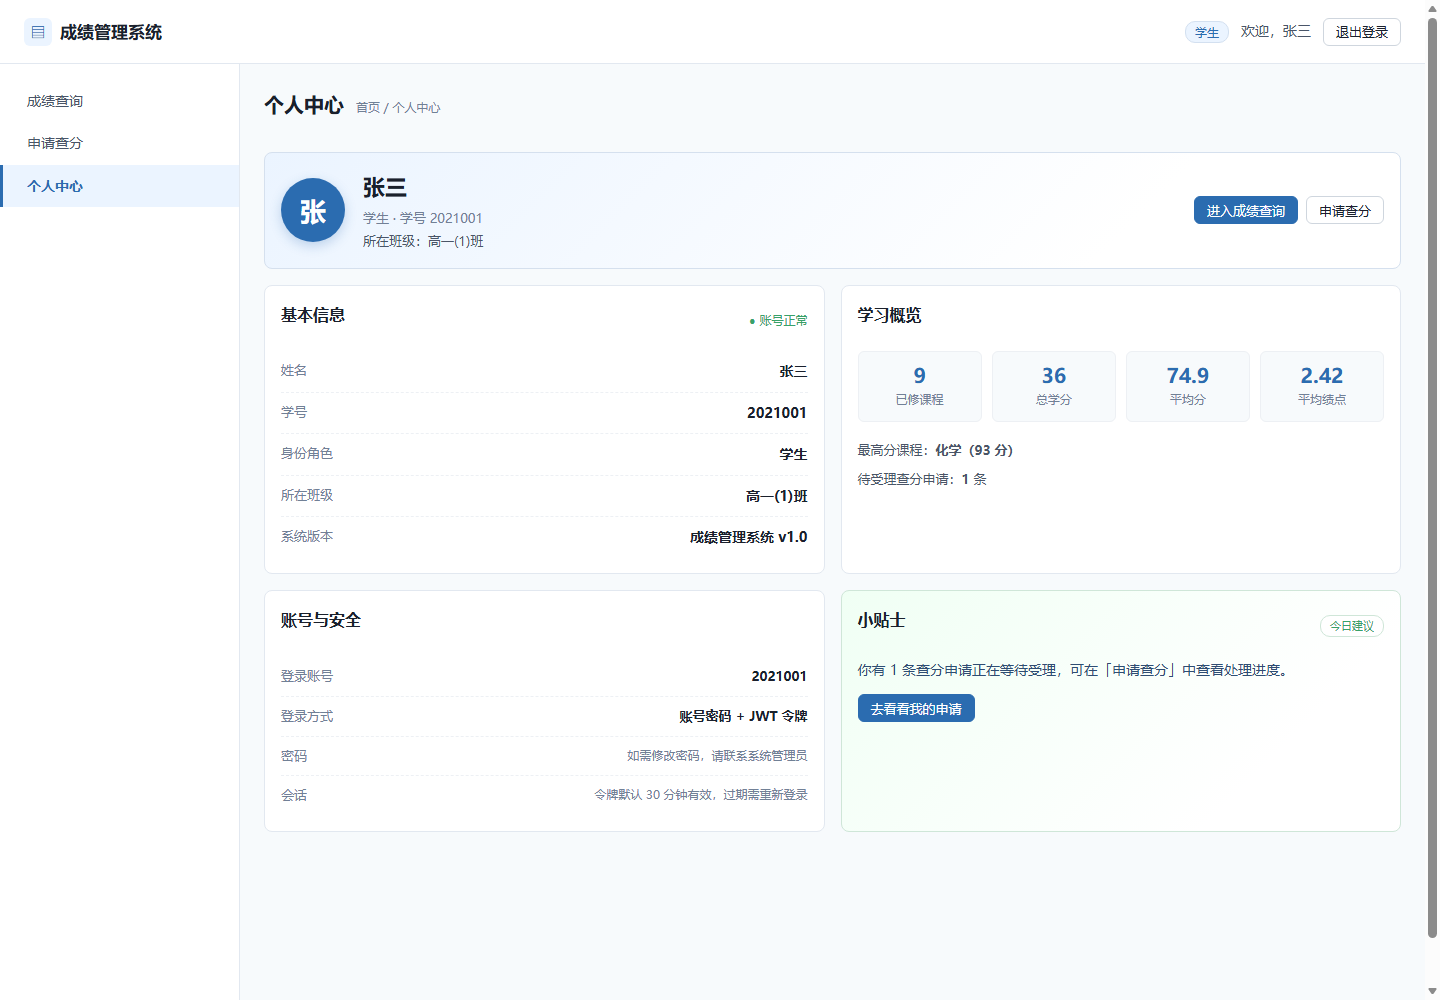 成绩管理系统
学生 欢迎，张三 退出登录
成绩查询
申请查分
个人中心
个人中心 首页 / 个人中心
张
张三
学生 · 学号 2021001
所在班级：高一(1)班
进入成绩查询 申请查分
基本信息
● 账号正常
姓名 张三
学号 2021001
身份角色 学生
所在班级 高一(1)班
系统版本 成绩管理系统 v1.0
学习概览
9 36 74.9 2.42
已修课程 总学分 平均分 平均绩点
最高分课程：化学（93 分）
待受理查分申请：1 条
账号与安全
登录账号 2021001
登录方式 账号密码 + JWT 令牌
密码 如需修改密码，请联系系统管理员
会话 令牌默认 30 分钟有效，过期需重新登录
小贴士
今日建议
你有 1 条查分申请正在等待受理，可在「申请查分」中查看处理进度。
去看看我的申请